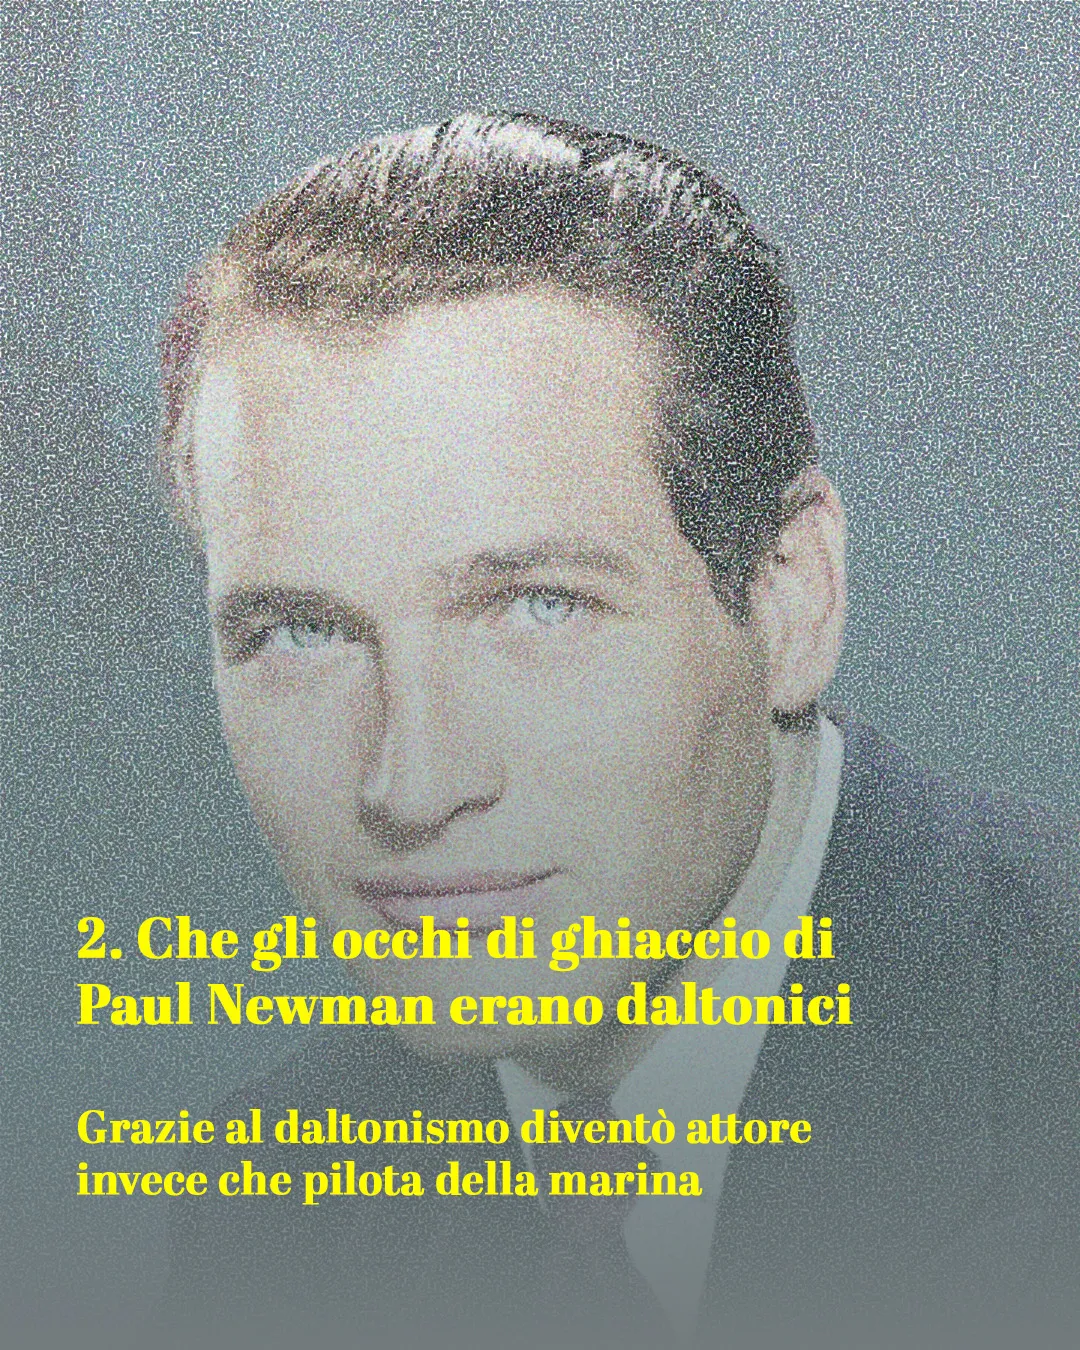 2. Che gli occhi di ghiaccio di
Paul Newman erano daltonici
Grazie al daltonismo diventò attore
invece che pilota della marina